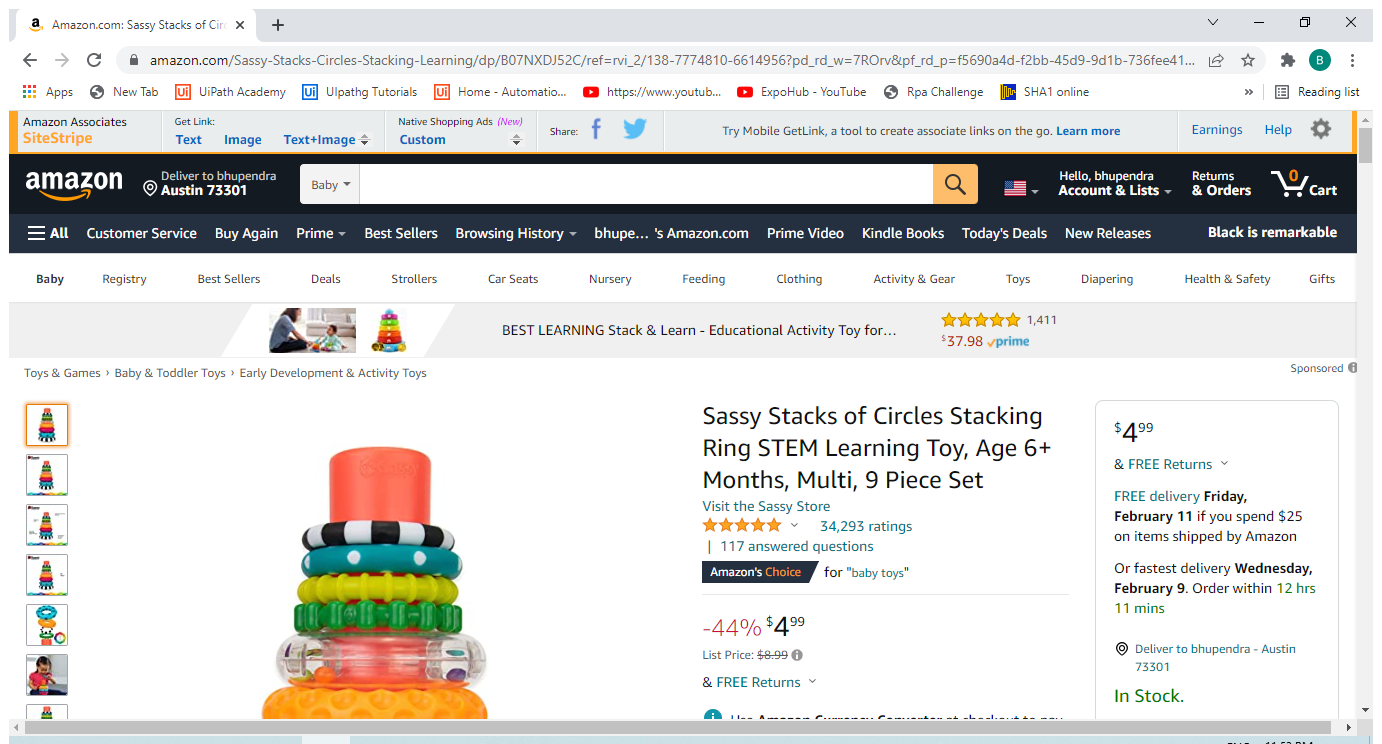 Amazon.com: Sassy Stacks of Circ
amazon.com/Sassy-Stacks-Circles-Stacking-Learning/dp/B07NXDJ52C/ref=rvi_2/138-7774810-6614956?pd_rd_w=7ROrv&pf_rd_p=f5690a4d-f2bb-45d9-9d1b-736fee41... B
Apps New Tab UiPath Academy UIpathg Tutorials Home - Automatio... https://www.youtub... ExpoHub - YouTube Rpa Challenge SHA1 online » Reading list
Amazon Associates
SiteStripe
Get Link:
Text Image Text+Image
Native Shopping Ads (New)
Custom
Share:
Try Mobile GetLink, a tool to create associate links on the go. Learn more
Earnings Help
amazon
Deliver to bhupendra
Austin 73301
Baby
Hello, bhupendra
Account & Lists
Returns
& Orders
0
Cart
All Customer Service Buy Again Prime Best Sellers Browsing History bhupe... 's Amazon.com Prime Video Kindle Books Today's Deals New Releases Black is remarkable
Baby Registry Best Sellers Deals Strollers Car Seats Nursery Feeding Clothing Activity & Gear Toys Diapering Health & Safety Gifts
BEST LEARNING Stack & Learn - Educational Activity Toy for…
1,411
$37.98 prime
Sponsored
Toys & Games › Baby & Toddler Toys › Early Development & Activity Toys
Sassy Stacks of Circles Stacking
Ring STEM Learning Toy, Age 6+
Months, Multi, 9 Piece Set
Visit the Sassy Store
34,293 ratings
| 117 answered questions
Amazon's Choice for "baby toys"
-44% $4.99
List Price: $8.99
& FREE Returns
Use Amazon Currency Converter at checkout to pay
$4.99
& FREE Returns
FREE delivery Friday,
February 11 if you spend $25
on items shipped by Amazon
Or fastest delivery Wednesday,
February 9. Order within 12 hrs
11 mins
Deliver to bhupendra - Austin
73301
In Stock.